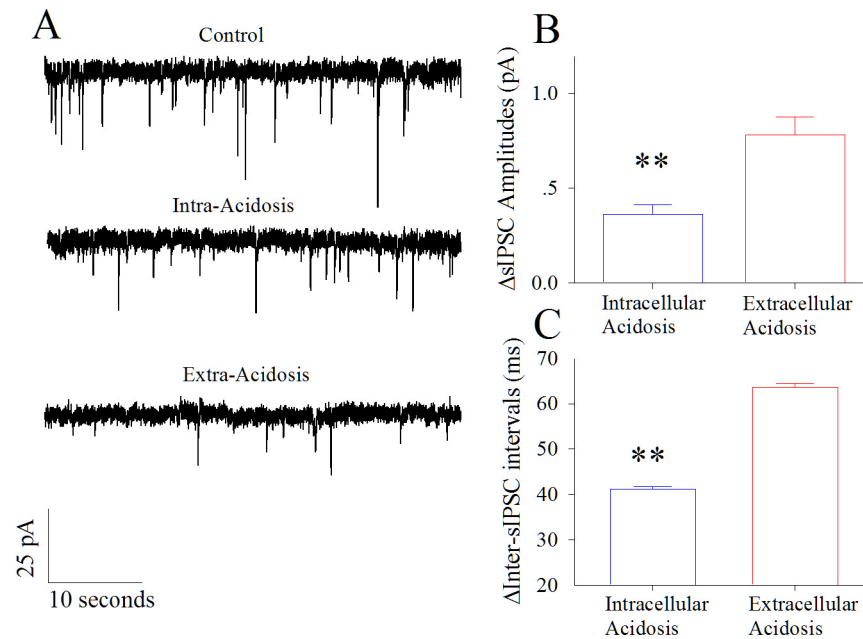 A
Control
Intra-Acidosis
Extra-Acidosis
25 pA
10 seconds
B
ΔsIPSC Amplitudes (pA)
1.0
.5
0.0
**
Intracellular
Acidosis
Extracellular
Acidosis
C
ΔInter-sIPSC intervals (ms)
70
60
50
40
30
20
**
Intracellular
Acidosis
Extracellular
Acidosis